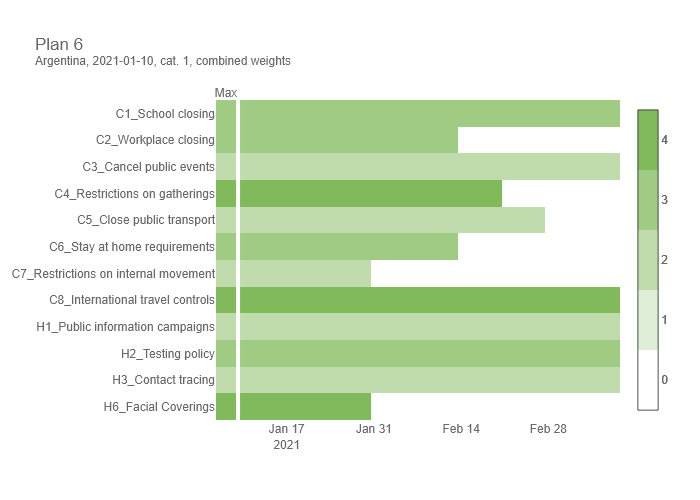 Plan 6
Argentina, 2021-01-10, cat. 1, combined weights
Max
C1_School closing
C2_Workplace closing
C3_Cancel public events
C4_Restrictions on gatherings
C5_Close public transport
C6_Stay at home requirements
C7_Restrictions on internal movement
C8_International travel controls
H1_Public information campaigns
H2_Testing policy
H3_Contact tracing
H6_Facial Coverings
Jan 17 Jan 31 Feb 14 Feb 28
2021
4
3
2
1
0